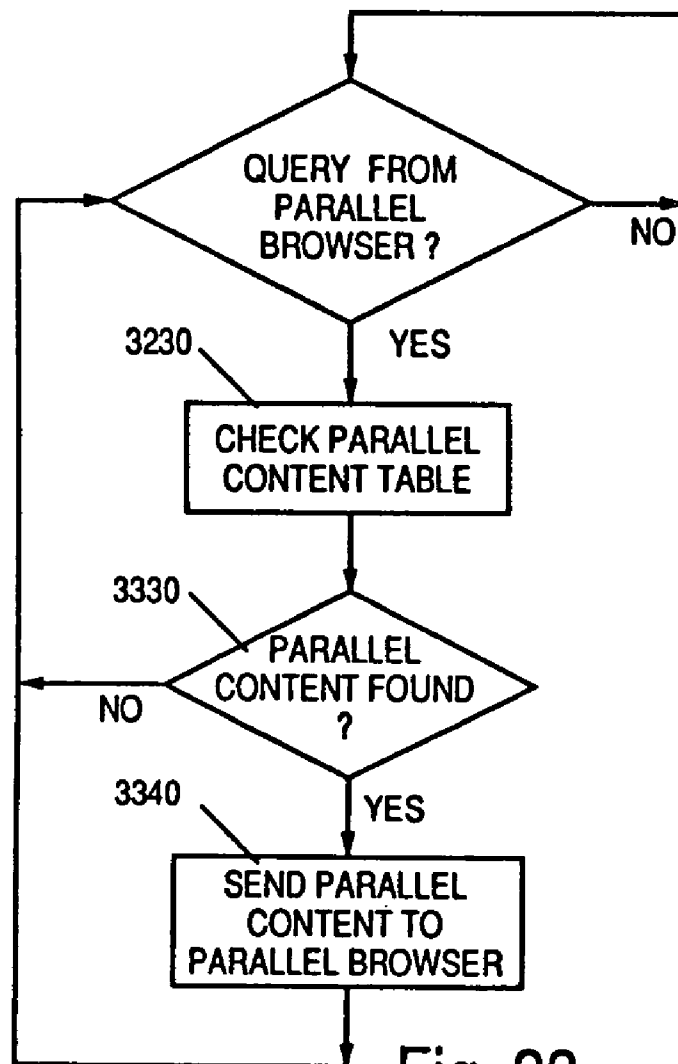 QUERY FROM
PARALLEL
BROWSER ?
NO
YES
3230
CHECK PARALLEL
CONTENT TABLE
3330
PARALLEL
CONTENT FOUND
?
NO
YES
3340
SEND PARALLEL
CONTENT TO
PARALLEL BROWSER